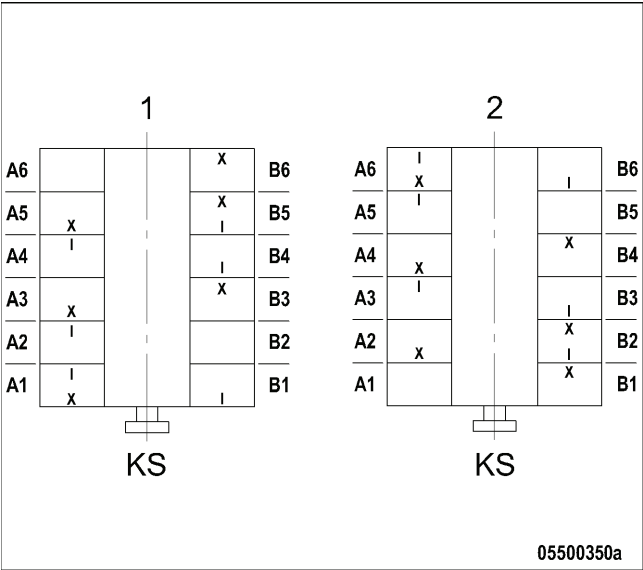 1 2
A6 X B6 A6 I X I B6
A5 X X I B5 A5 I B5
A4 I I B4 A4 X X B4
A3 X X B3 A3 I I B3
A2 I B2 A2 X X I B2
A1 I X I B1 A1 X B1
KS KS
05500350a